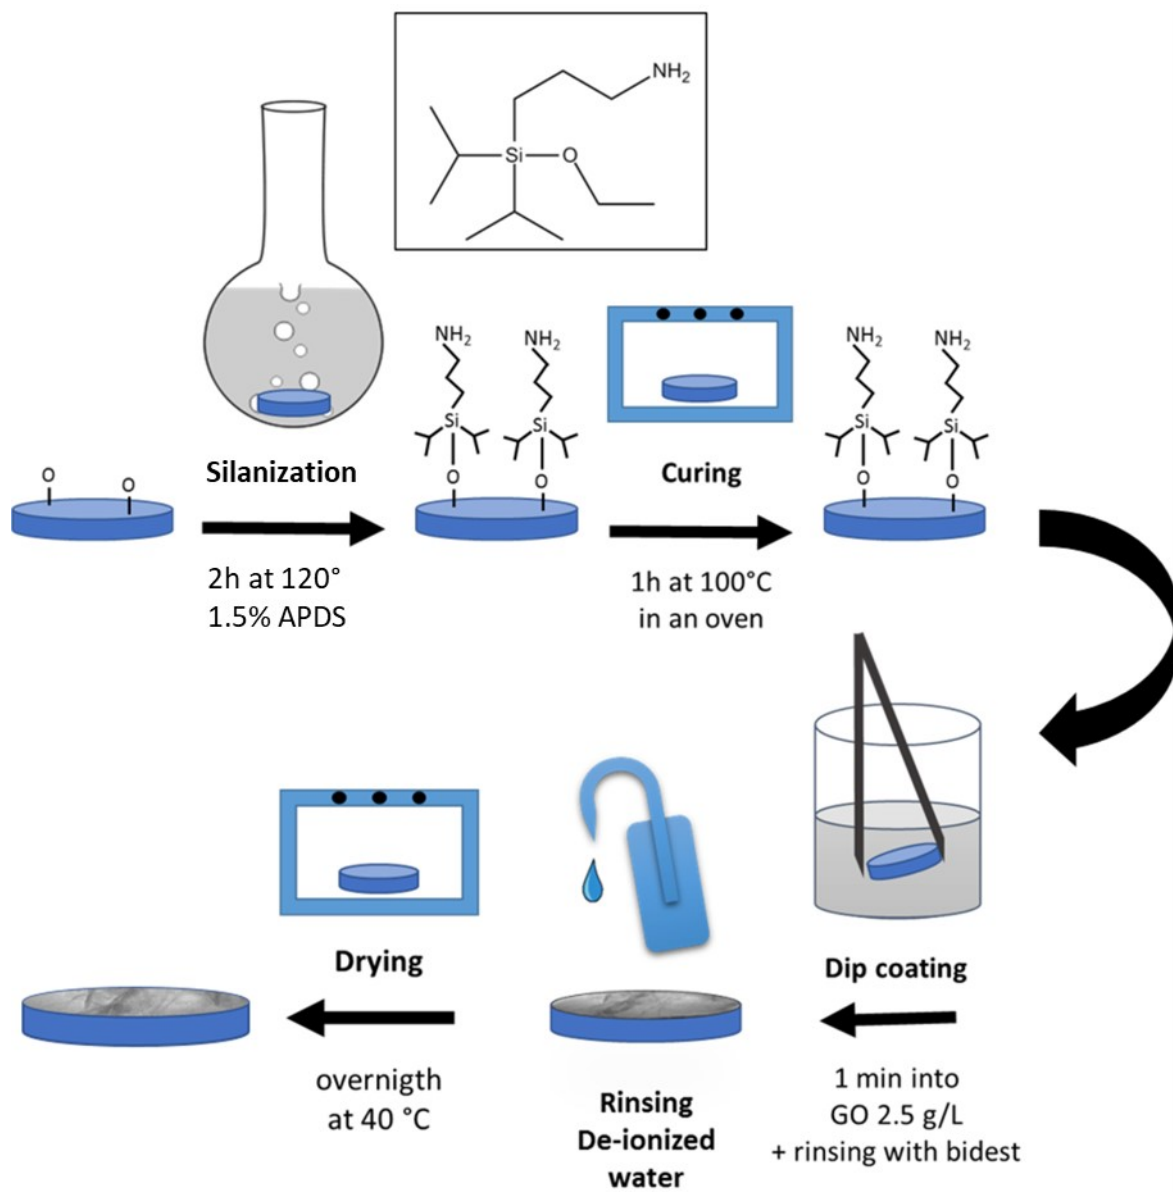 NH2
Si
O
NH2
NH2
Si
Si
O
O
O
O
Silanization
2h at 120°
1.5% APDS
Curing
1h at 100°C
in an oven
NH2
NH2
Si
Si
O
O
Dip coating
1 min into
GO 2.5 g/L
+ rinsing with bidest
Rinsing
De-ionized
water
Drying
overnigth
at 40 °C